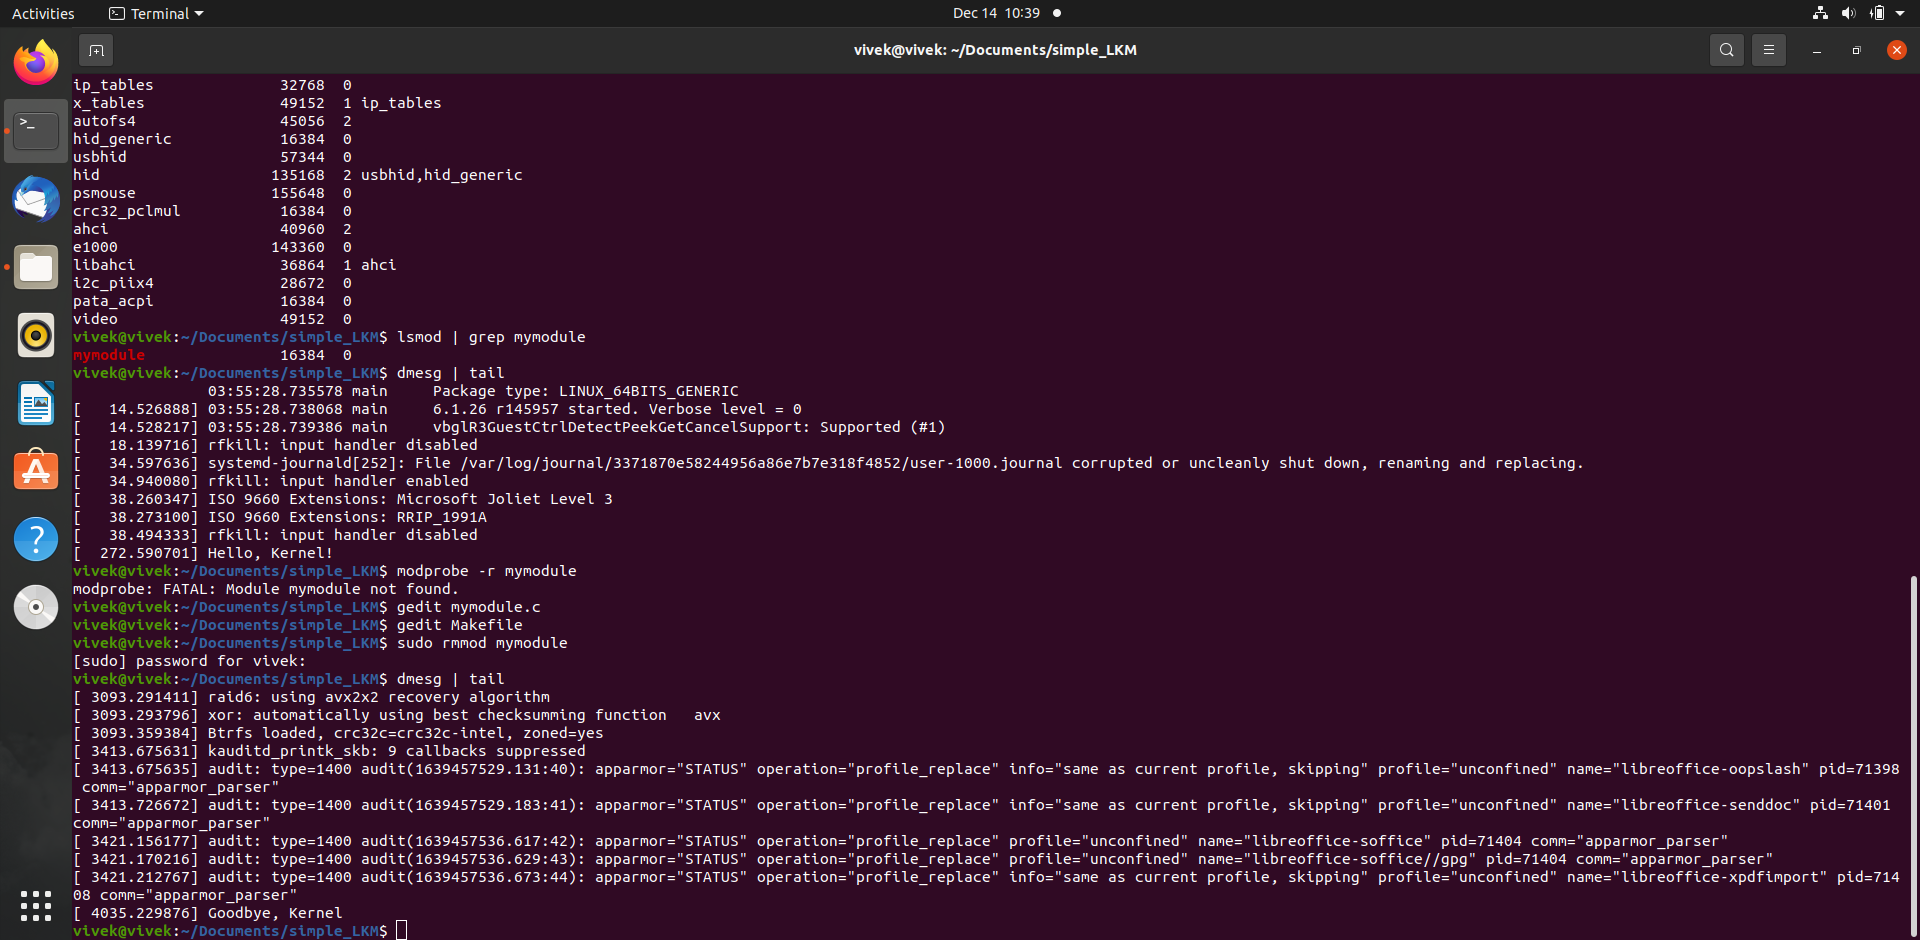 Activities
Terminal
Dec 14 10:39
vivek@vivek: ~/Documents/simple_LKM
ip_tables 32768 0
x_tables 49152 1 ip_tables
autofs4 45056 2
hid_generic 16384 0
usbhid 57344 0
hid 135168 2 usbhid,hid_generic
psmouse 155648 0
crc32_pclmul 16384 0
ahci 40960 2
e1000 143360 0
libahci 36864 1 ahci
i2c_piix4 28672 0
pata_acpi 16384 0
video 49152 0
vivek@vivek:~/Documents/simple_LKM$ lsmod | grep mymodule
mymodule 16384 0
vivek@vivek:~/Documents/simple_LKM$ dmesg | tail
03:55:28.735578 main Package type: LINUX_64BITS_GENERIC
[ 14.526888] 03:55:28.738068 main 6.1.26 r145957 started. Verbose level = 0
[ 14.528217] 03:55:28.739386 main vbglR3GuestCtrlDetectPeekGetCancelSupport: Supported (#1)
[ 18.139716] rfkill: input handler disabled
[ 34.597636] systemd-journald[252]: File /var/log/journal/3371870e58244956a86e7b7e318f4852/user-1000.journal corrupted or uncleanly shut down, renaming and replacing.
[ 34.940080] rfkill: input handler enabled
[ 38.260347] ISO 9660 Extensions: Microsoft Joliet Level 3
[ 38.273100] ISO 9660 Extensions: RRIP_1991A
[ 38.494333] rfkill: input handler disabled
[ 272.590701] Hello, Kernel!
vivek@vivek:~/Documents/simple_LKM$ modprobe -r mymodule
modprobe: FATAL: Module mymodule not found.
vivek@vivek:~/Documents/simple_LKM$ gedit mymodule.c
vivek@vivek:~/Documents/simple_LKM$ gedit Makefile
vivek@vivek:~/Documents/simple_LKM$ sudo rmmod mymodule
[sudo] password for vivek:
vivek@vivek:~/Documents/simple_LKM$ dmesg | tail
[ 3093.291411] raid6: using avx2x2 recovery algorithm
[ 3093.293796] xor: automatically using best checksumming function avx
[ 3093.359384] Btrfs loaded, crc32c=crc32c-intel, zoned=yes
[ 3413.675631] kauditd_printk_skb: 9 callbacks suppressed
[ 3413.675635] audit: type=1400 audit(1639457529.131:40): apparmor="STATUS" operation="profile_replace" info="same as current profile, skipping" profile="unconfined" name="libreoffice-oopslash" pid=71398
comm="apparmor_parser"
[ 3413.726672] audit: type=1400 audit(1639457529.183:41): apparmor="STATUS" operation="profile_replace" info="same as current profile, skipping" profile="unconfined" name="libreoffice-senddoc" pid=71401
comm="apparmor_parser"
[ 3421.156177] audit: type=1400 audit(1639457536.617:42): apparmor="STATUS" operation="profile_replace" profile="unconfined" name="libreoffice-soffice" pid=71404 comm="apparmor_parser"
[ 3421.170216] audit: type=1400 audit(1639457536.629:43): apparmor="STATUS" operation="profile_replace" profile="unconfined" name="libreoffice-soffice//gpg" pid=71404 comm="apparmor_parser"
[ 3421.212767] audit: type=1400 audit(1639457536.673:44): apparmor="STATUS" operation="profile_replace" info="same as current profile, skipping" profile="unconfined" name="libreoffice-xpdfimport" pid=714
08 comm="apparmor_parser"
[ 4035.229876] Goodbye, Kernel
vivek@vivek:~/Documents/simple_LKM$